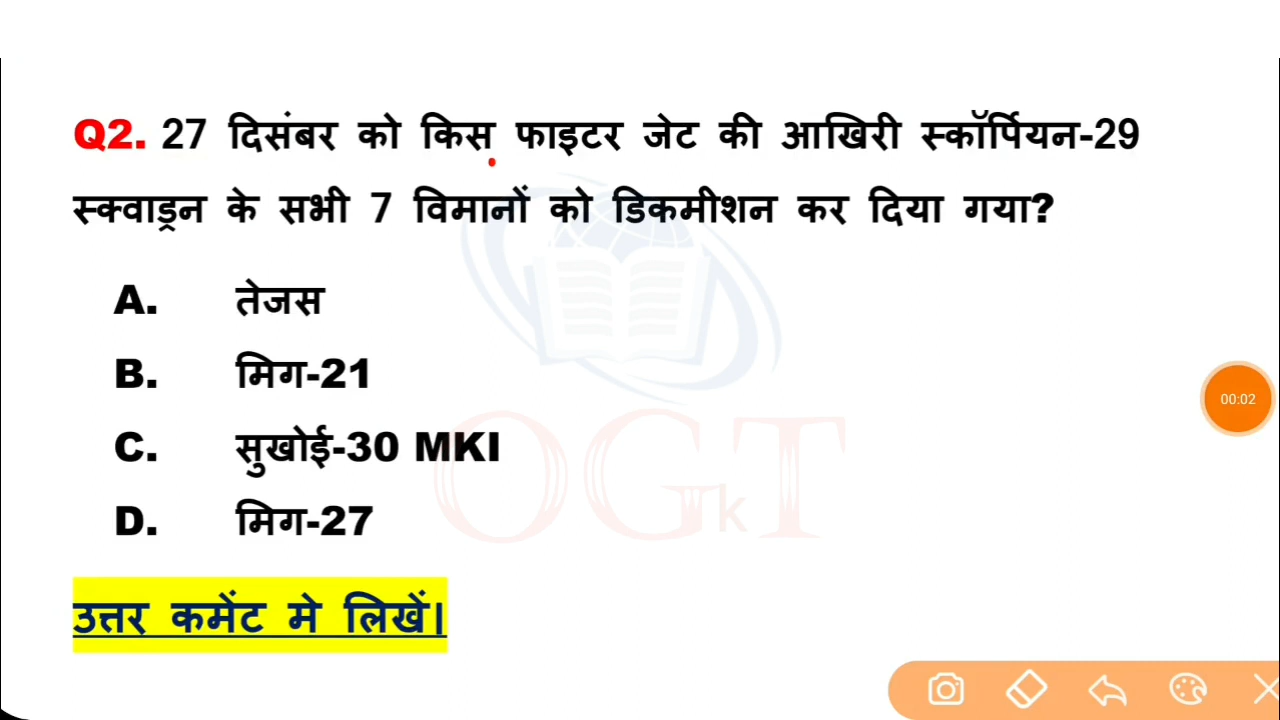 Q2. 27 दिसंबर को किस फाइटर जेट की आखिरी स्कॉर्पियन-29
स्क्वाड्रन के सभी 7 विमानों को डिकमीशन कर दिया गया?
A. तेजस
B. मिग-21
C. सुखोई-30 MKI
D. मिग-27
उत्तर कमेंट मे लिखें।
OGkT
00:02